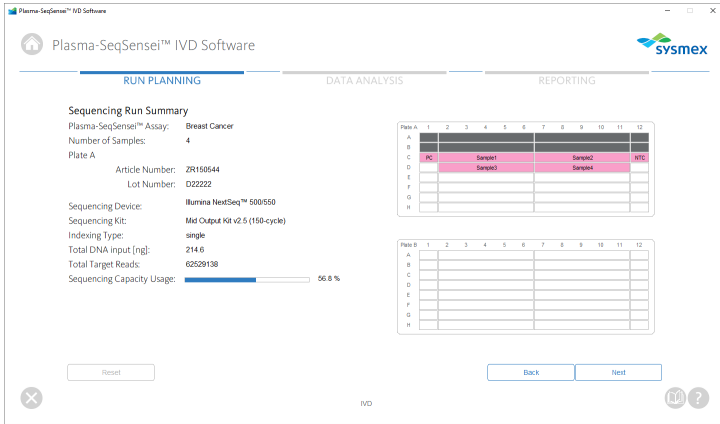 Plasma-SeqSensei™ IVD Software
Plasma-SeqSensei™ IVD Software
sysmex
RUN PLANNING
DATA ANALYSIS
REPORTING
Sequencing Run Summary
Plasma-SeqSensei™ Assay: Breast Cancer
Number of Samples: 4
Plate A
Article Number: ZR150544
Lot Number: D22222
Sequencing Device: Illumina NextSeq™ 500/550
Sequencing Kit: Mid Output Kit v2.5 (150-cycle)
Indexing Type: single
Total DNA input [ng]: 214.6
Total Target Reads: 62529138
Sequencing Capacity Usage: 56.8 %
Plate A 1 2 3 4 5 6 7 8 9 10 11 12
A
B
C PC Sample1 Sample2 NTC
D Sample3 Sample4
E
F
G
H
Plate B 1 2 3 4 5 6 7 8 9 10 11 12
A
B
C
D
E
F
G
H
Reset
Back
Next
IVD
?